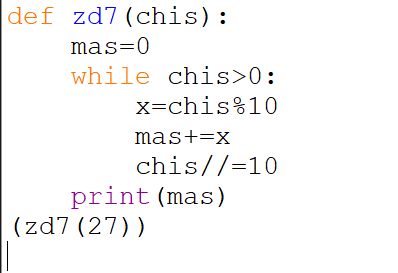 def zd7(chis):
    mas=0
    while chis>0:
        x=chis%10
        mas+=x
        chis//=10
    print(mas)
(zd7(27))